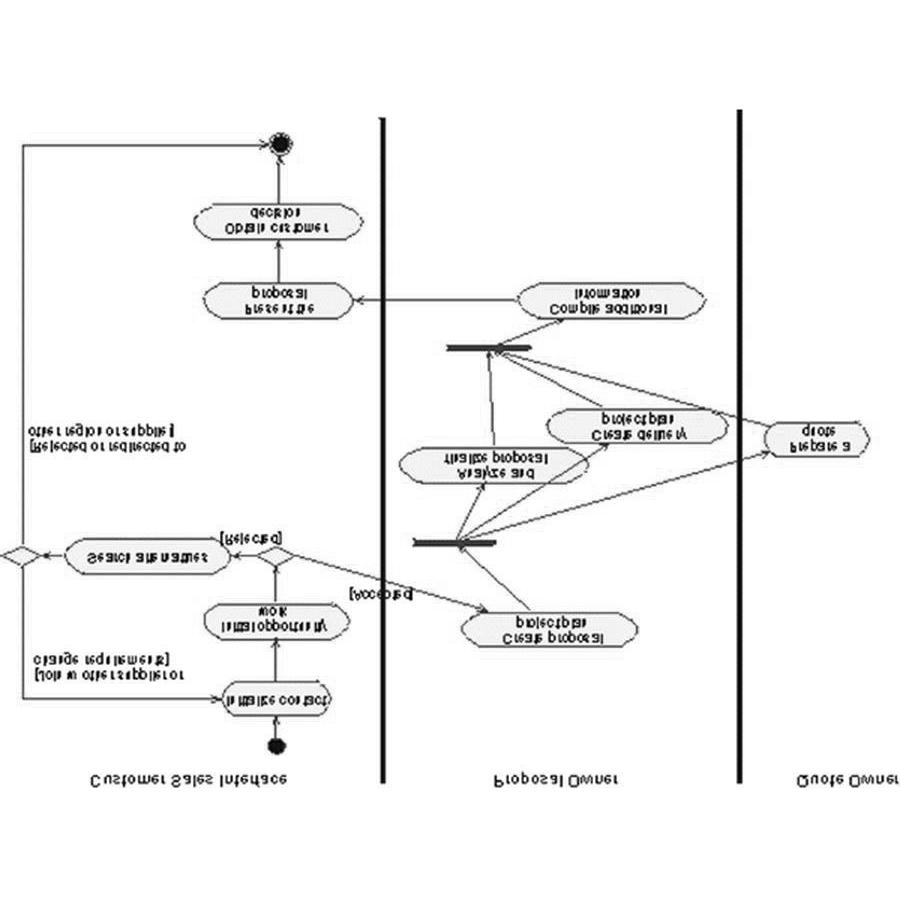 Customer Sales Interface
Proposal Owner
Quote Owner
Initialize contact
[Join w/ other supplier or
change requirements]
Initial opportunity
work
Create proposal
project plan
[Accepted]
Search alternatives
[Rejected]
Analyze and
finalize proposal
Create delivery
project plan
Prepare a
quote
[Rejected or redirected to
other region or supplie]
Present the
proposal
Compile additional
information
Obtain customer
decision